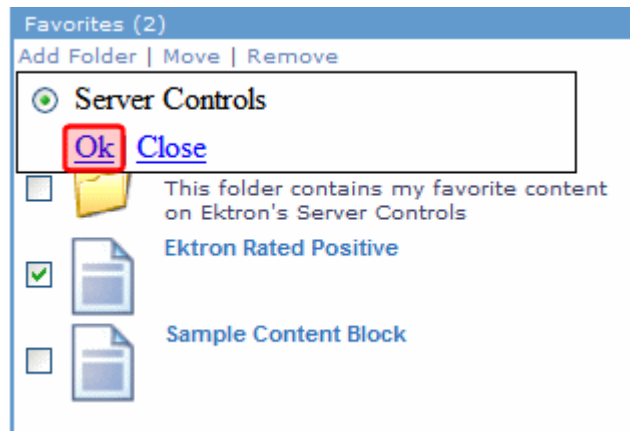 Favorites (2)
Add Folder | Move | Remove
Server Controls
Ok Close
This folder contains my favorite content
on Ektron's Server Controls
Ektron Rated Positive
Sample Content Block